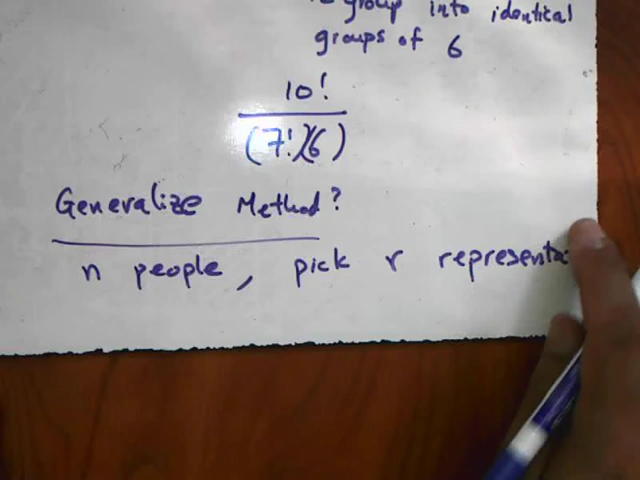 group into identical
groups of 6
10!
(7!)(6)
Generalize Method?
n people, pick r